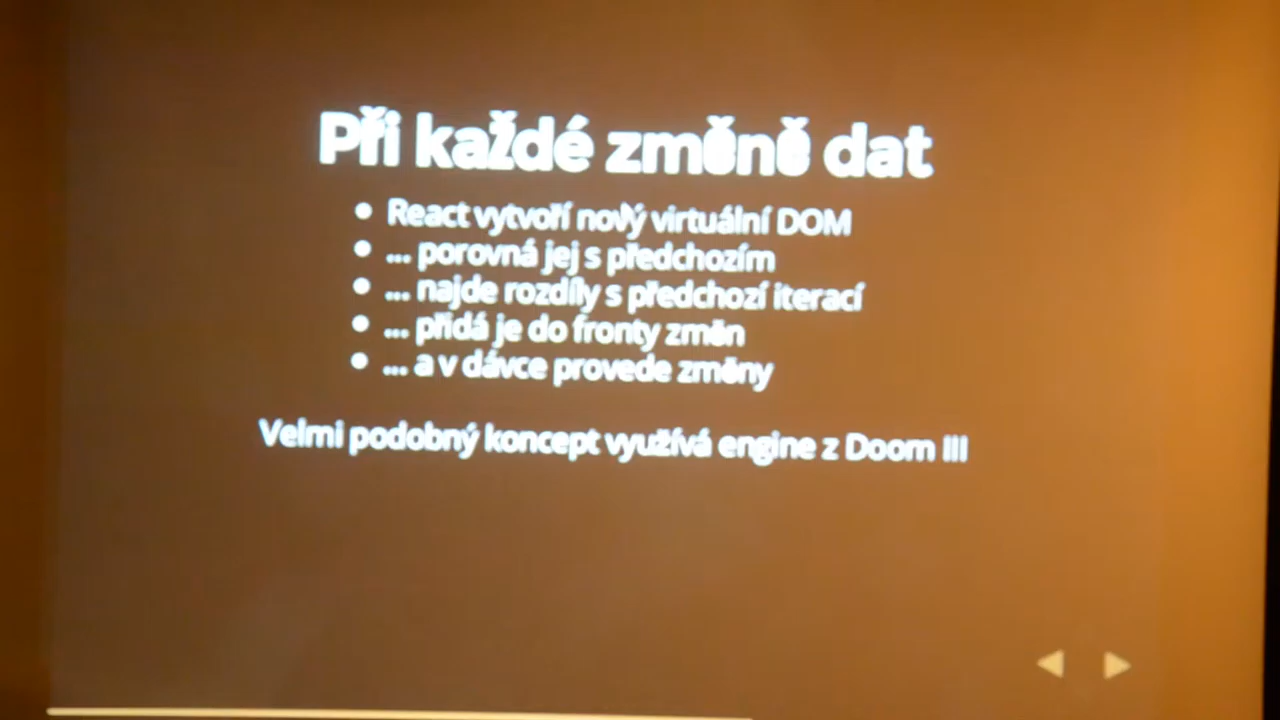 Při každé změně dat
• React vytvoří nový virtuální DOM
• ... porovná jej s předchozím
• ... najde rozdíly s předchozí iterací
• ... přidá je do fronty změn
• ... a v dávce provede změny
Velmi podobný koncept využívá engine z Doom III